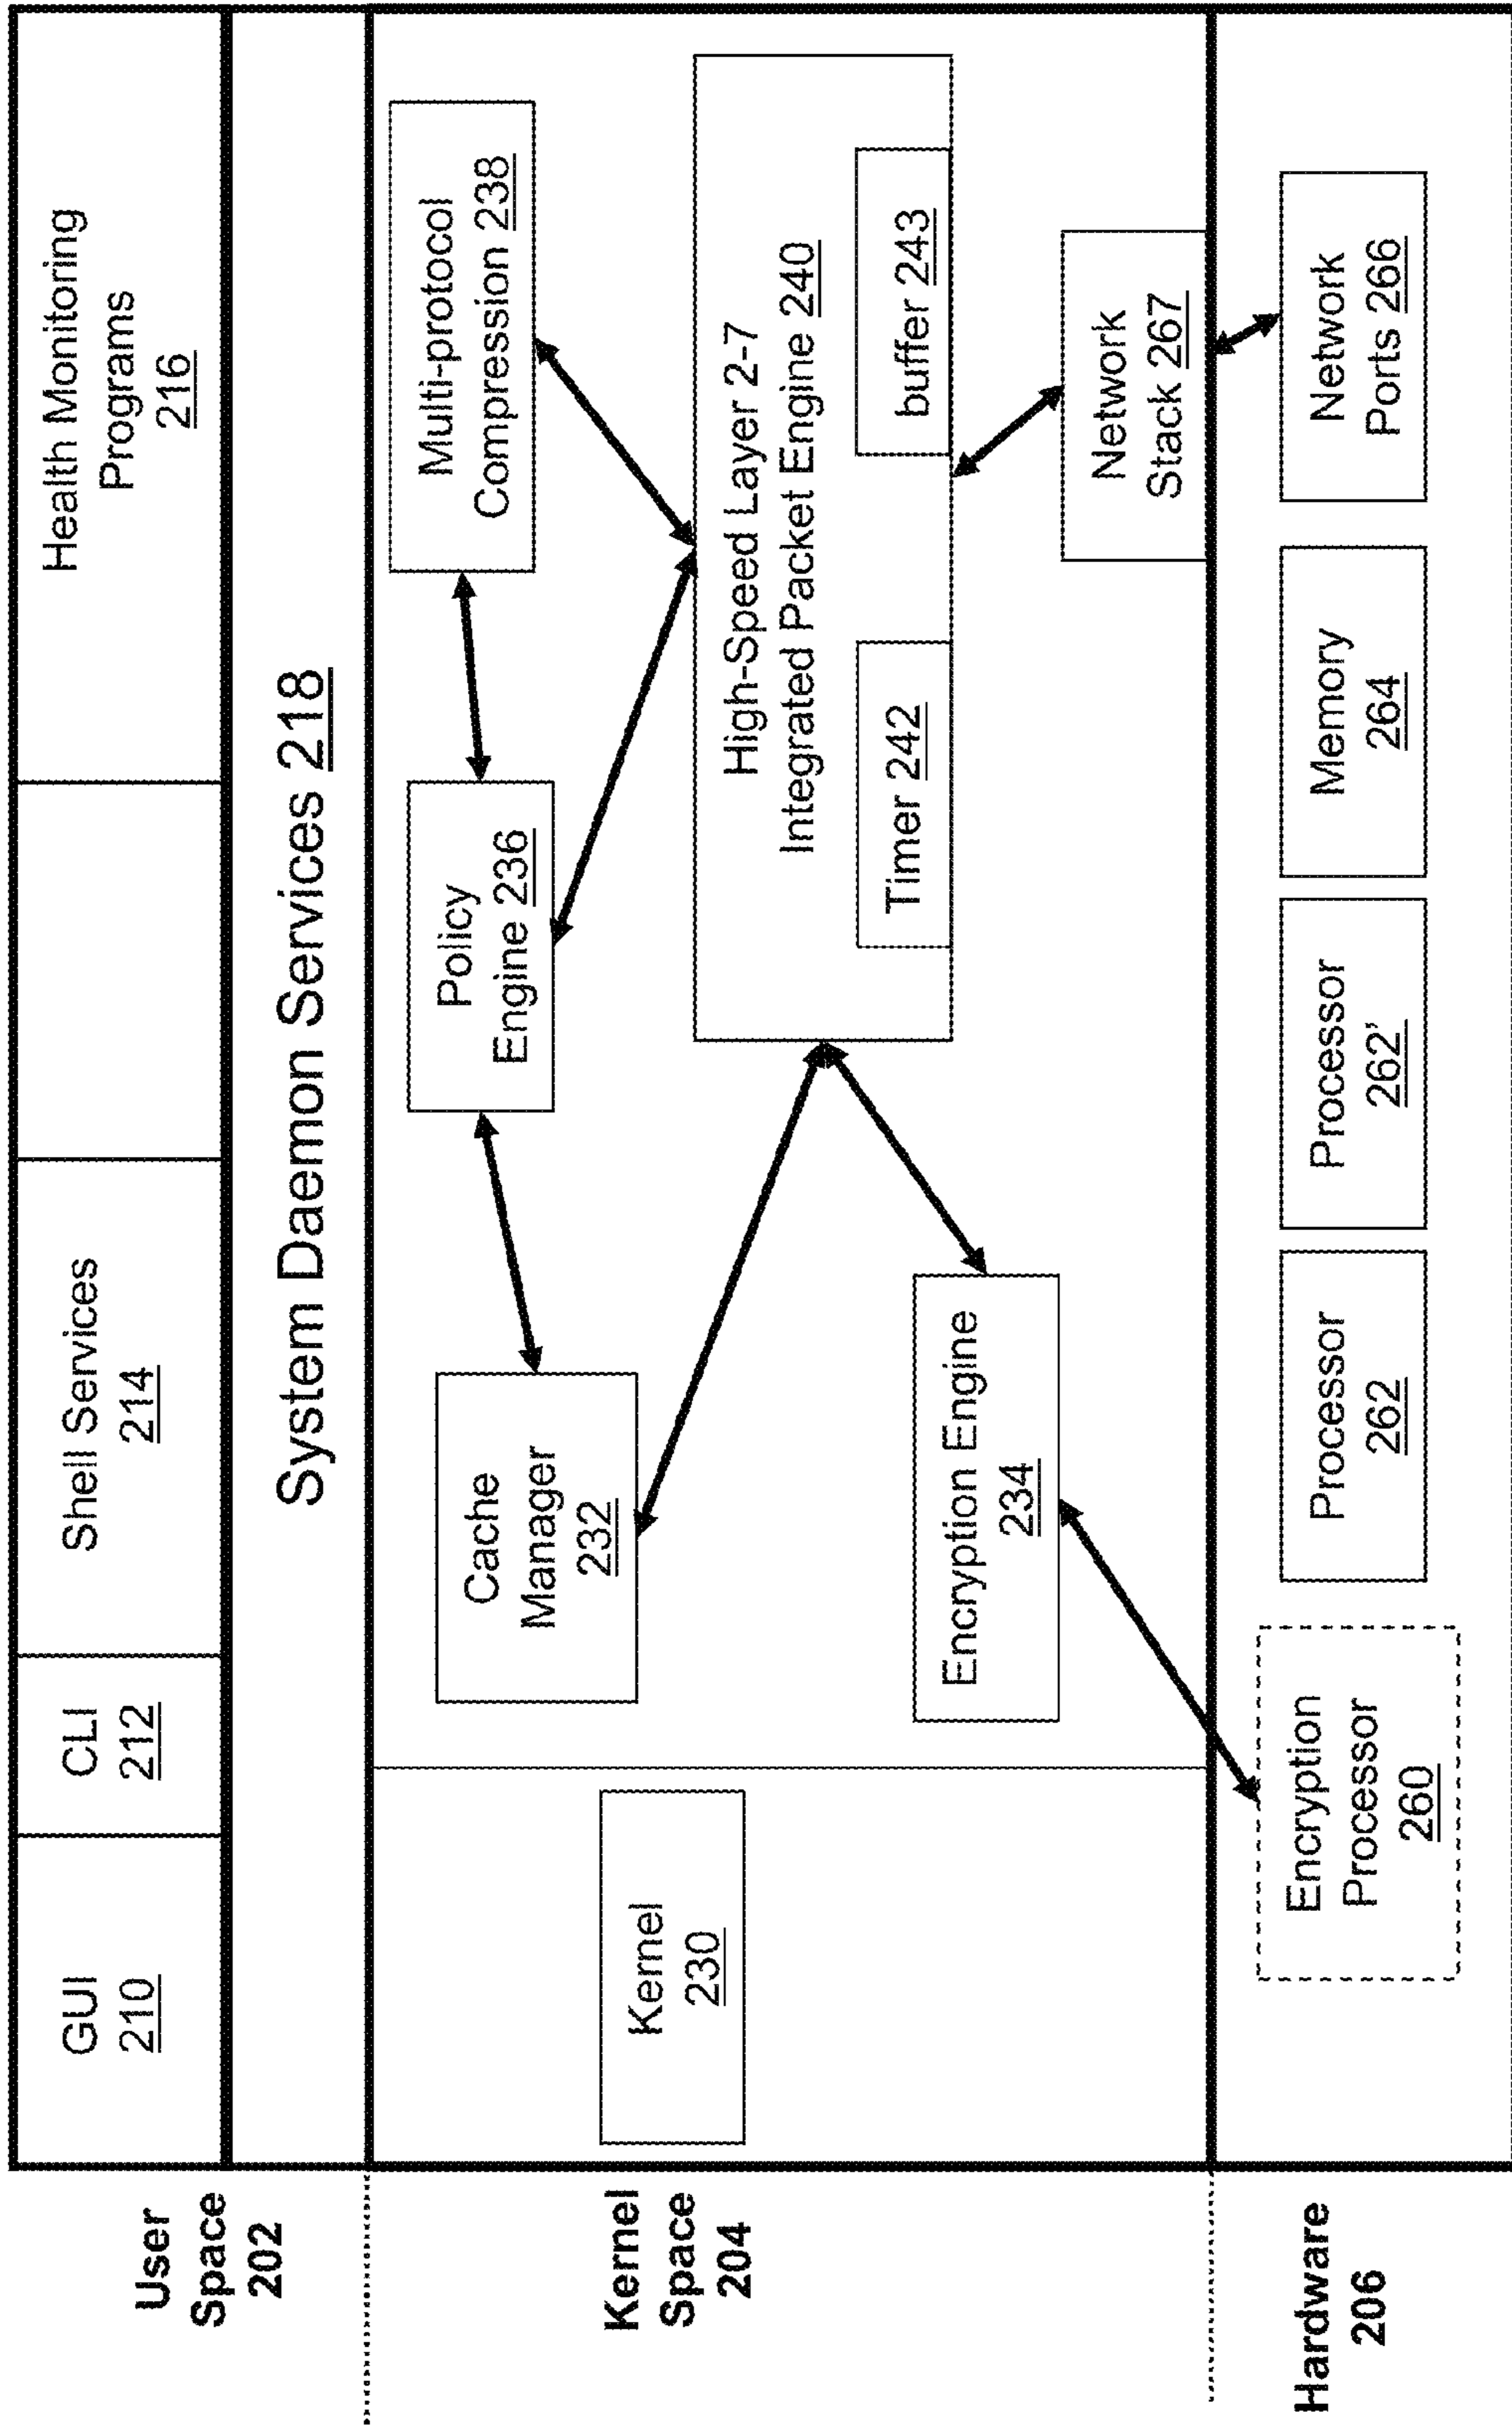 User
Space
202
GUI
210
CLI
212
Shell Services
214
Health Monitoring
Programs
216
System Daemon Services 218
Kernel
Space
204
Kernel
230
Cache
Manager
232
Policy
Engine 236
Multi-protocol
Compression 238
High-Speed Layer 2-7
Integrated Packet Engine 240
Timer 242
buffer 243
Encryption Engine
234
Network
Stack 267
Hardware
206
Encryption
Processor
260
Processor
262
Processor
262'
Memory
264
Network
Ports 266